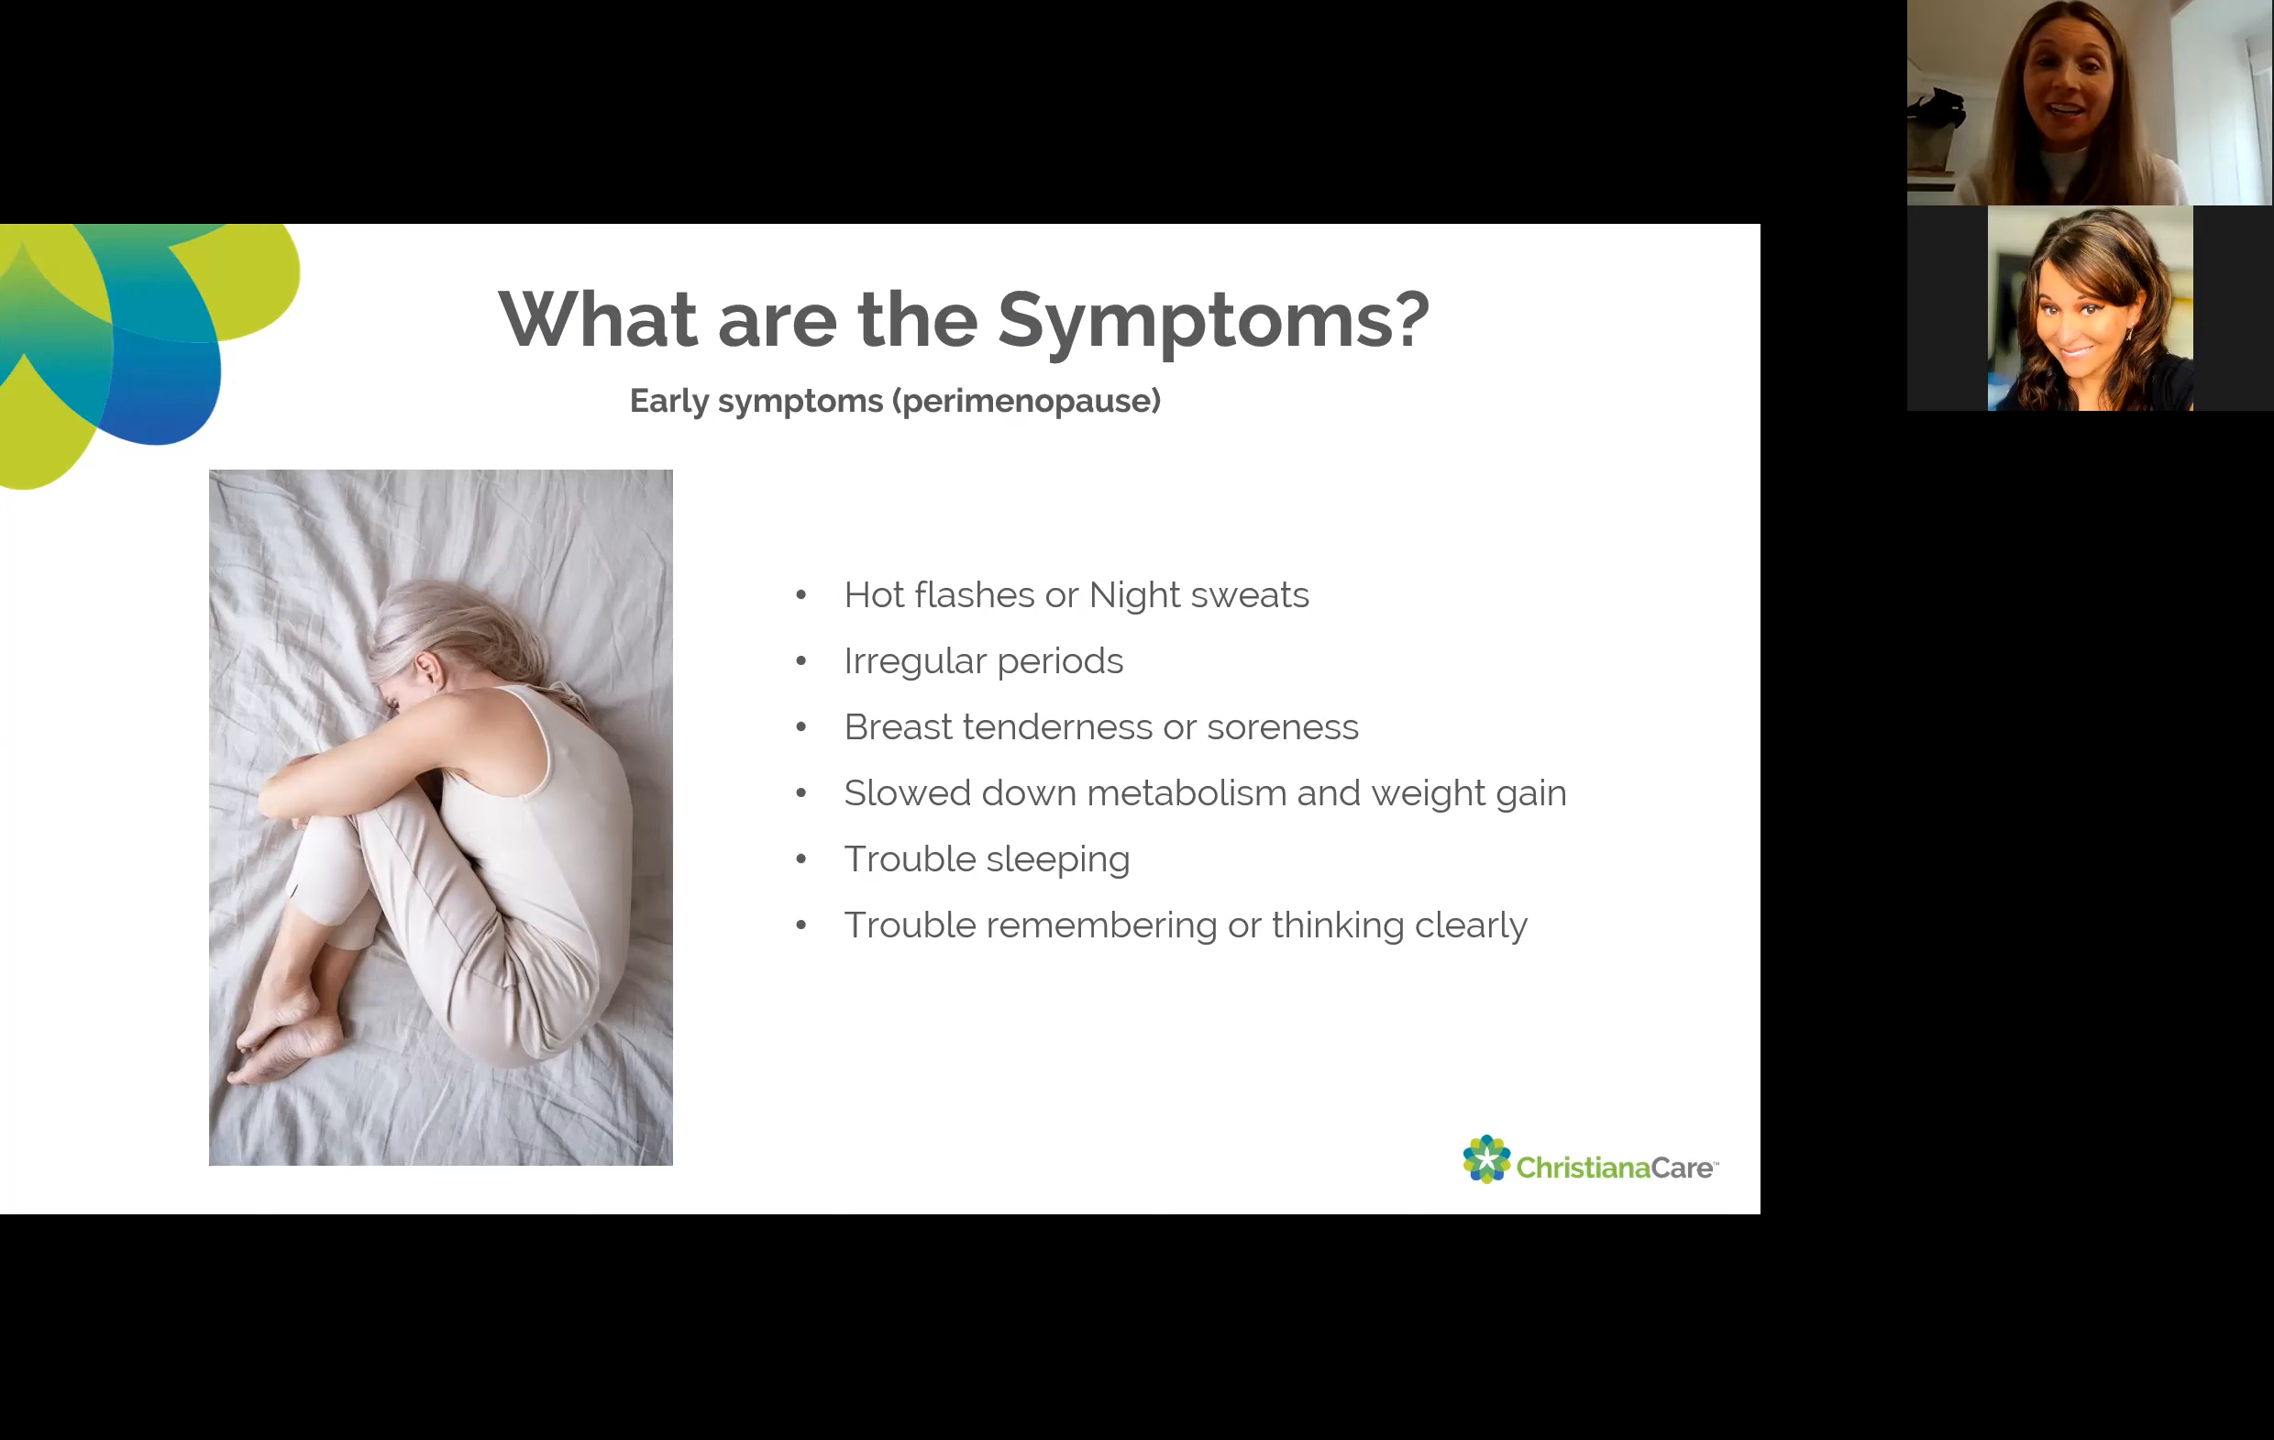 What are the Symptoms?
Early symptoms (perimenopause)
• Hot flashes or Night sweats
• Irregular periods
• Breast tenderness or soreness
• Slowed down metabolism and weight gain
• Trouble sleeping
• Trouble remembering or thinking clearly
ChristianaCare™